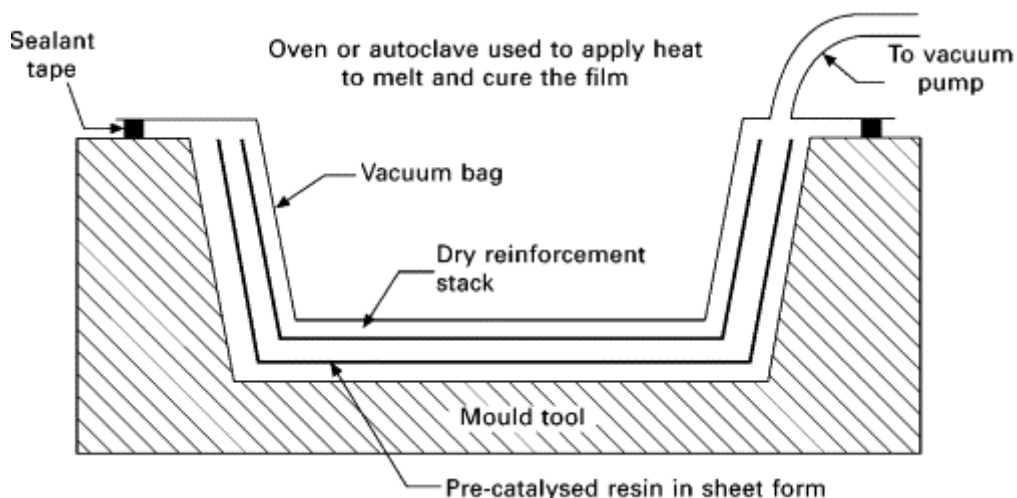 Sealant
tape
Oven or autoclave used to apply heat
to melt and cure the film
To vacuum
pump
Vacuum bag
Dry reinforcement
stack
Mould tool
Pre-catalysed resin in sheet form